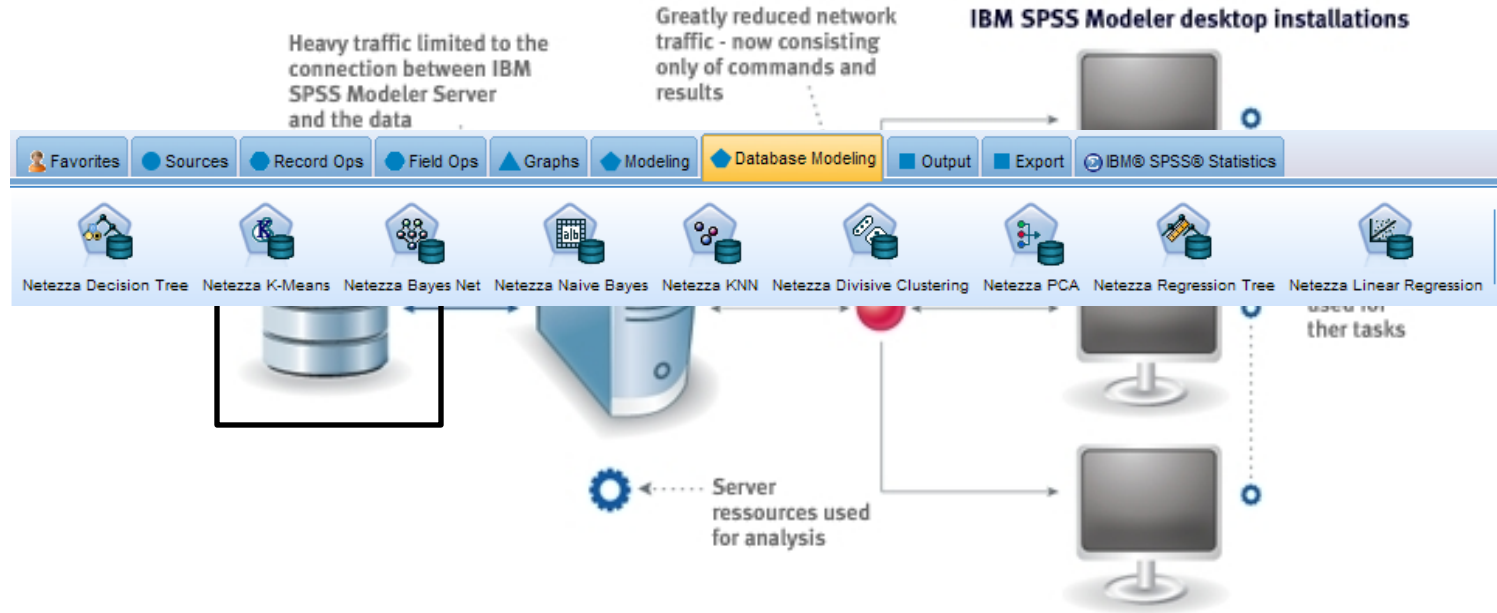 Heavy traffic limited to the
connection between IBM
SPSS Modeler Server
and the data
Greatly reduced network
traffic - now consisting
only of commands and
results
IBM SPSS Modeler desktop installations
Favorites Sources Record Ops Field Ops Graphs Modeling Database Modeling Output Export IBM® SPSS® Statistics
Netezza Decision Tree Netezza K-Means Netezza Bayes Net Netezza Naive Bayes Netezza KNN Netezza Divisive Clustering Netezza PCA Netezza Regression Tree Netezza Linear Regression
used for
ther tasks
Server
ressources used
for analysis